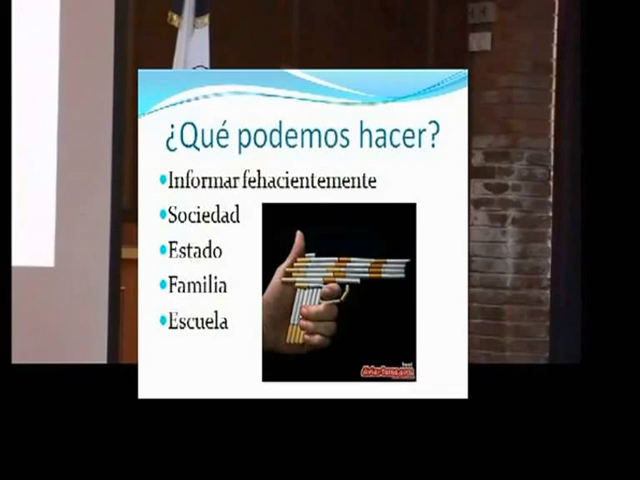 ¿Qué podemos hacer?
•Informar fehacientemente
•Sociedad
•Estado
•Familia
•Escuela